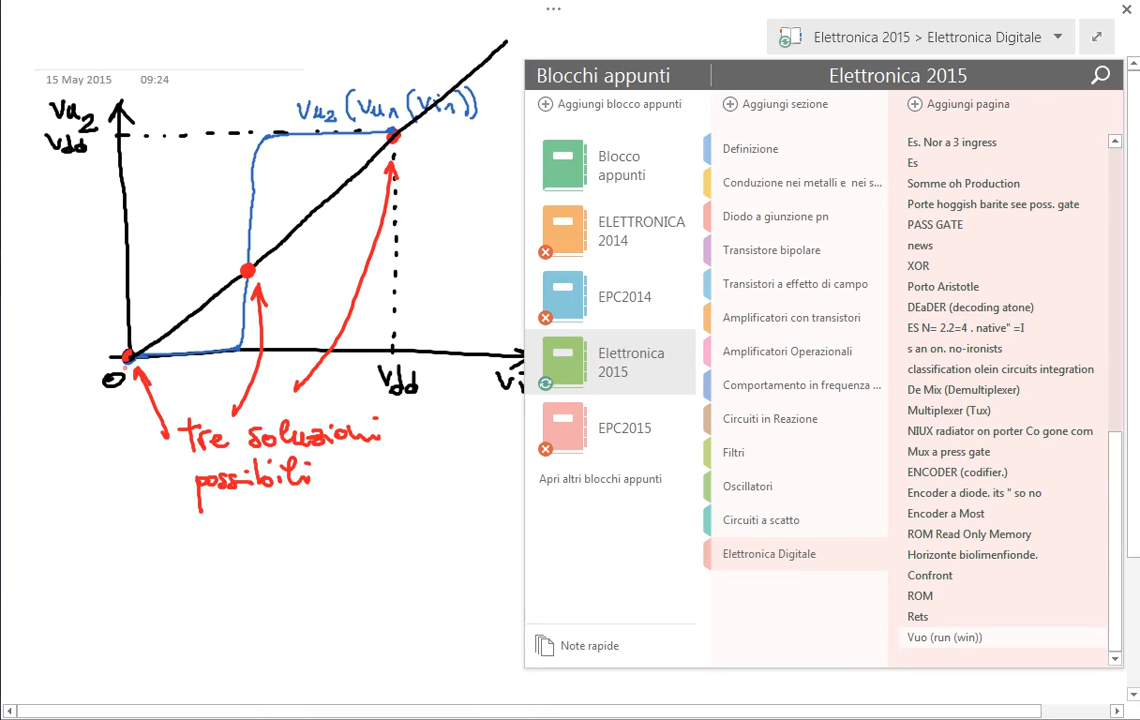 Elettronica 2015 > Elettronica Digitale
15 May 2015 09:24
Vu2
Vdd
Vu2 (Vu1 (Vin))
0
Vdd
Vi
tre soluzioni
possibili
Blocchi appunti
Elettronica 2015
Aggiungi blocco appunti
Blocco
appunti
ELETTRONICA
2014
EPC2014
Elettronica
2015
EPC2015
Apri altri blocchi appunti
Note rapide
Aggiungi sezione
Definizione
Conduzione nei metalli e nei s...
Diodo a giunzione pn
Transistore bipolare
Transistori a effetto di campo
Amplificatori con transistori
Amplificatori Operazionali
Comportamento in frequenza ...
Circuiti in Reazione
Filtri
Oscillatori
Circuiti a scatto
Elettronica Digitale
Aggiungi pagina
Es. Nor a 3 ingress
Es
Somme oh Production
Porte hoggish barite see poss. gate
PASS GATE
news
XOR
Porto Aristotle
DEaDER (decoding atone)
ES N= 2.2=4 . native" =I
s an on. no-ironists
classification olein circuits integration
De Mix (Demultiplexer)
Multiplexer (Tux)
NIUX radiator on porter Co gone com
Mux a press gate
ENCODER (codifier.)
Encoder a diode. its " so no
Encoder a Most
ROM Read Only Memory
Horizonte biolimenfionde.
Confront
ROM
Rets
Vuo (run (win))